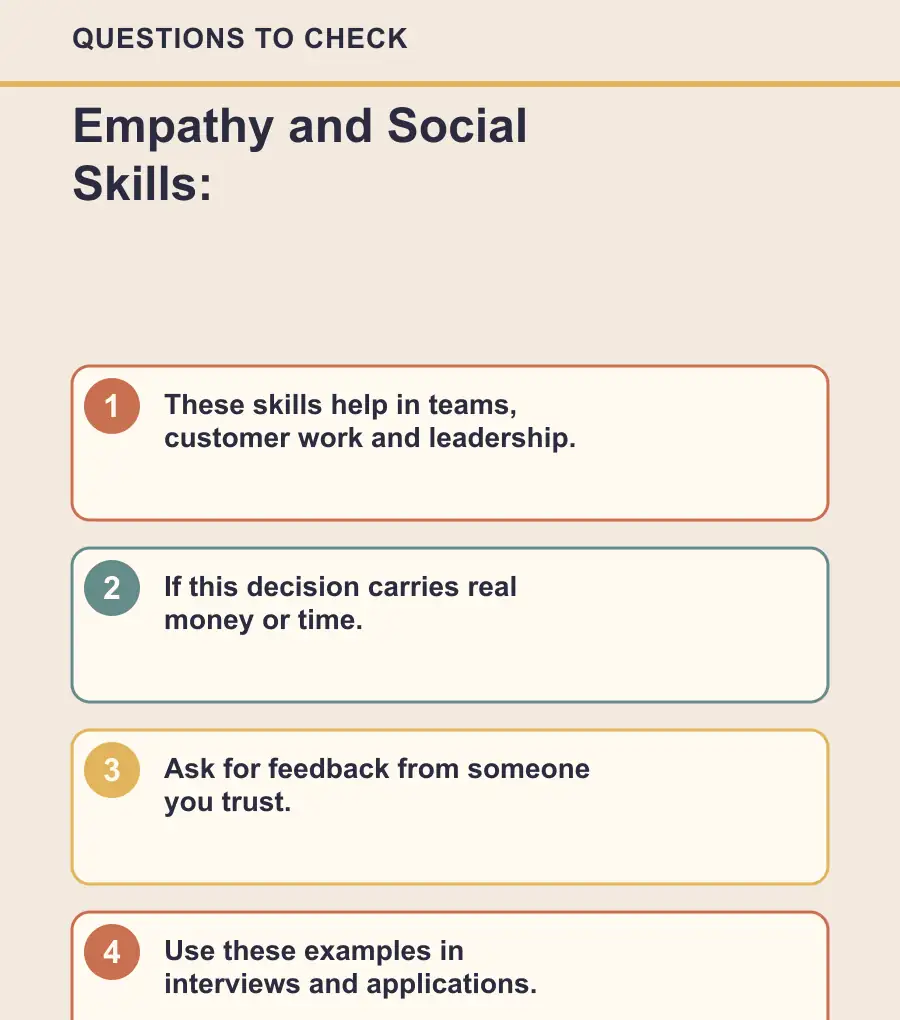 QUESTIONS TO CHECK
Empathy and Social
Skills:
1
These skills help in teams,
customer work and leadership.
2
If this decision carries real
money or time.
3
Ask for feedback from someone
you trust.
4
Use these examples in
interviews and applications.